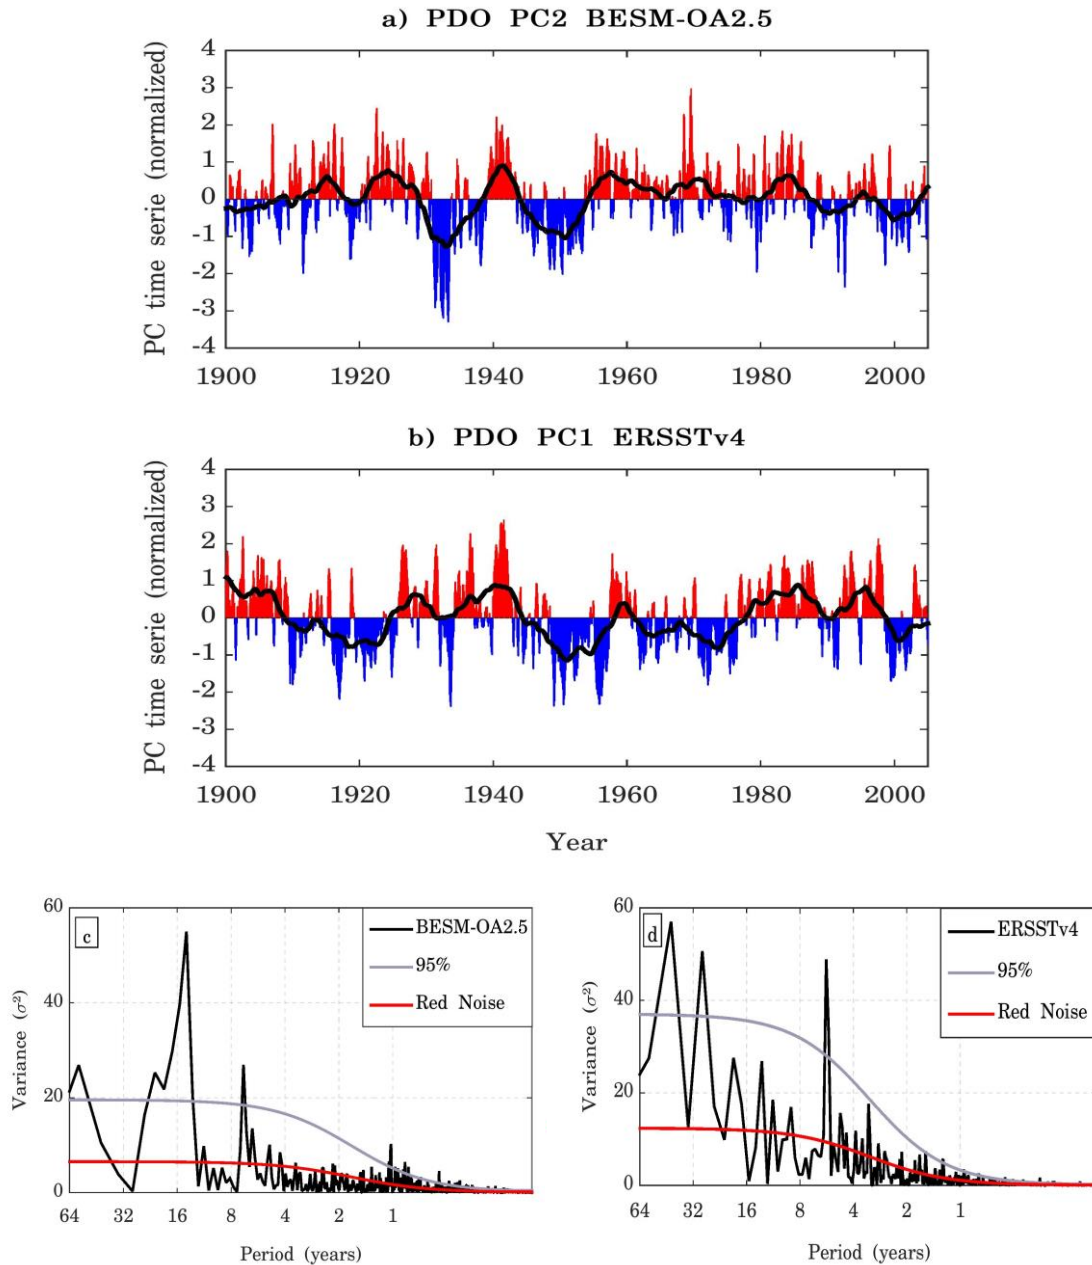 a) PDO PC2 BESM-OA2.5
PC time serie (normalized)
4
3
2
1
0
-1
-2
-3
-4
1900 1920 1940 1960 1980 2000
b) PDO PC1 ERSSTv4
PC time serie (normalized)
4
3
2
1
0
-1
-2
-3
-4
1900 1920 1940 1960 1980 2000
Year
c
BESM-OA2.5
95%
Red Noise
Variance (σ²)
60
40
20
0
64 32 16 8 4 2 1
Period (years)
d
ERSSTv4
95%
Red Noise
Variance (σ²)
60
40
20
0
64 32 16 8 4 2 1
Period (years)